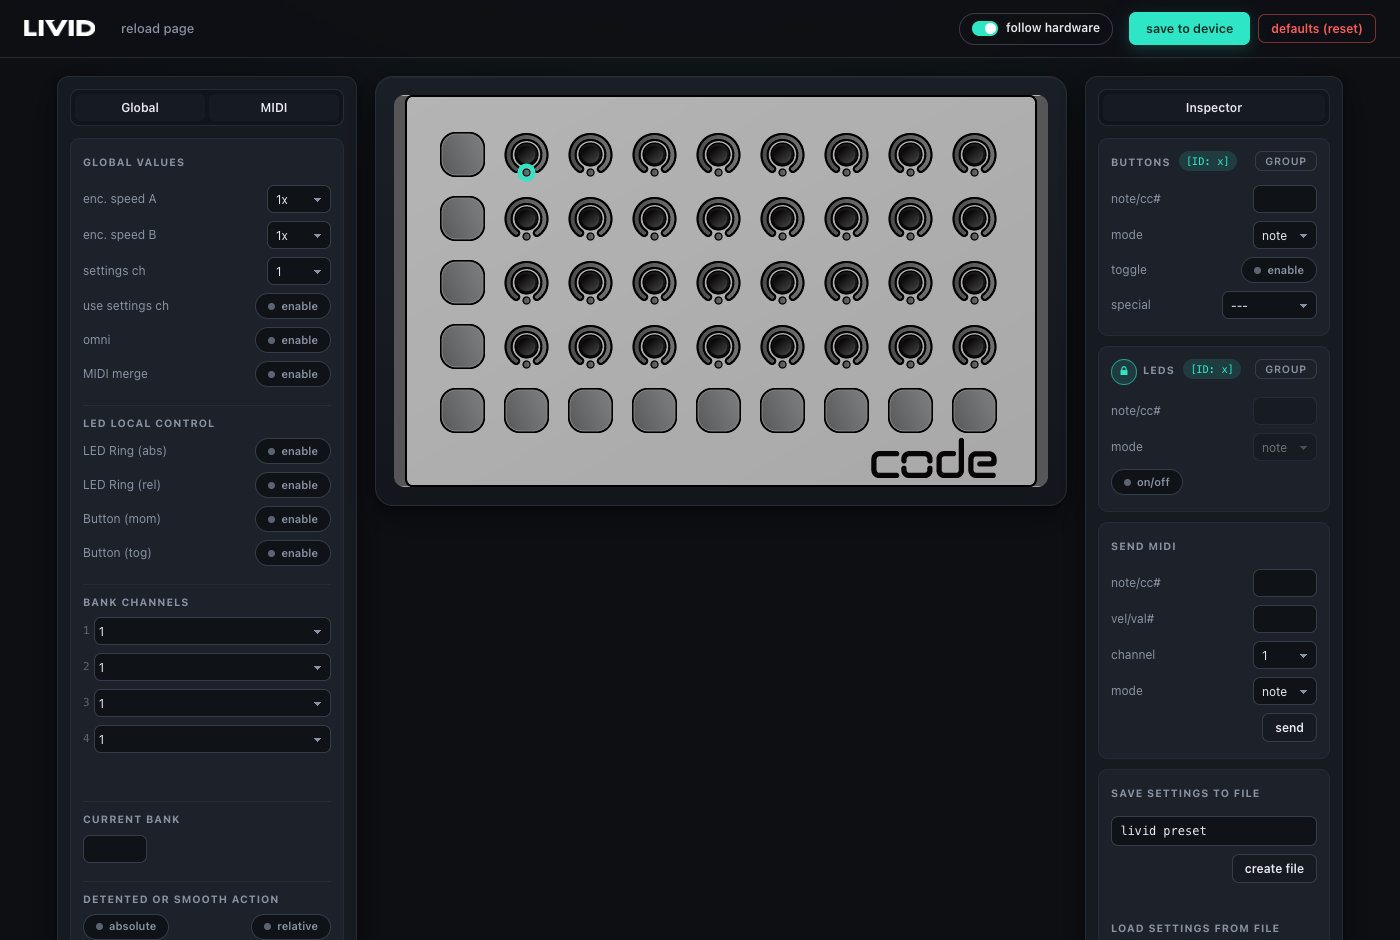 LIVID reload page follow hardware save to device defaults (reset)
Global MIDI
GLOBAL VALUES
enc. speed A 1x
enc. speed B 1x
settings ch 1
use settings ch enable
omni enable
MIDI merge enable
LED LOCAL CONTROL
LED Ring (abs) enable
LED Ring (rel) enable
Button (mom) enable
Button (tog) enable
BANK CHANNELS
1 1
2 1
3 1
4 1
CURRENT BANK
DETENTED OR SMOOTH ACTION
absolute relative
code
Inspector
BUTTONS [ID: x] GROUP
note/cc#
mode note
toggle enable
special ---
LEDS [ID: x] GROUP
note/cc#
mode note
on/off
SEND MIDI
note/cc#
vel/val#
channel 1
mode note
send
SAVE SETTINGS TO FILE
livid preset
create file
LOAD SETTINGS FROM FILE